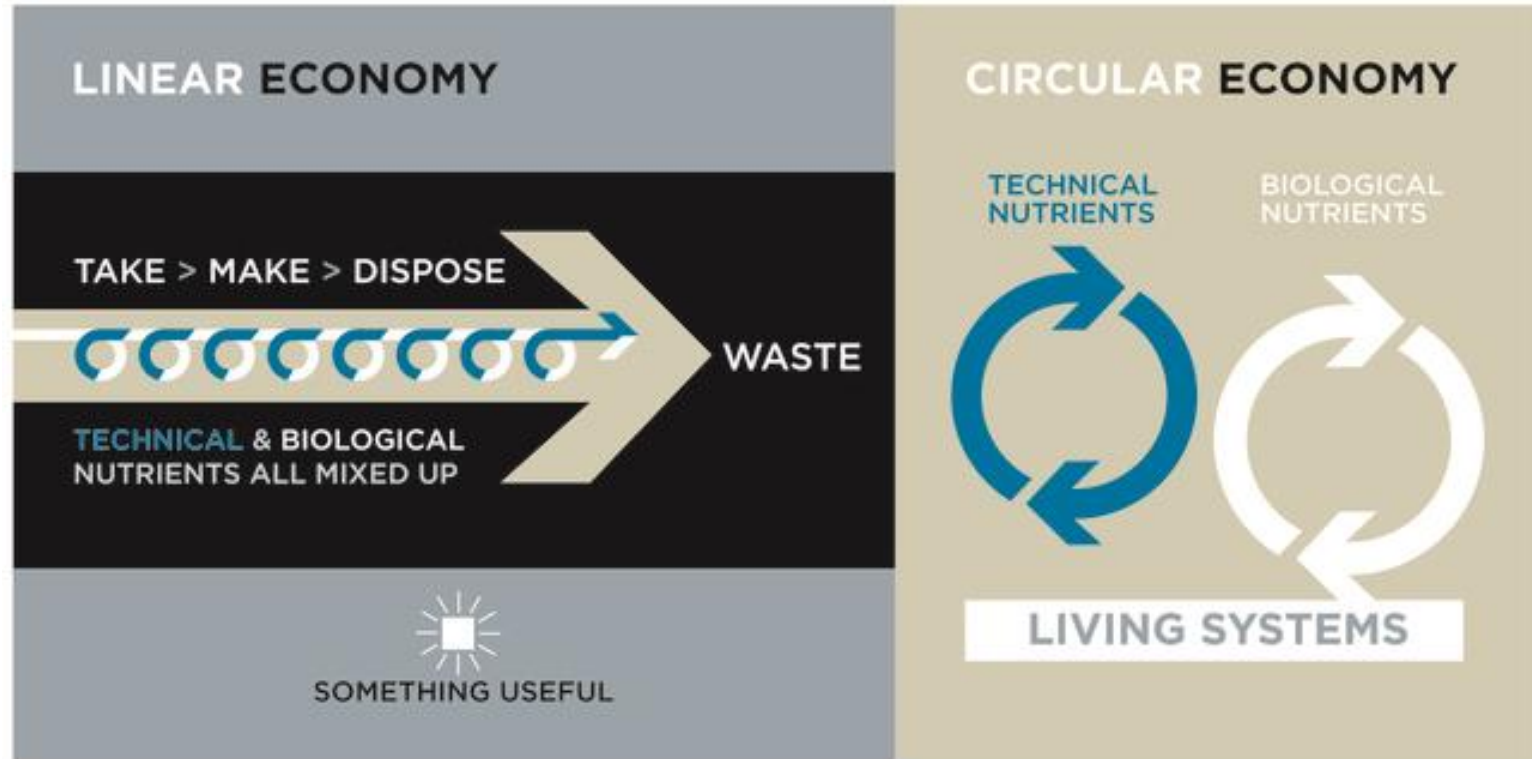 LINEAR ECONOMY
TAKE > MAKE > DISPOSE
WASTE
TECHNICAL & BIOLOGICAL
NUTRIENTS ALL MIXED UP
SOMETHING USEFUL
CIRCULAR ECONOMY
TECHNICAL
NUTRIENTS
BIOLOGICAL
NUTRIENTS
LIVING SYSTEMS